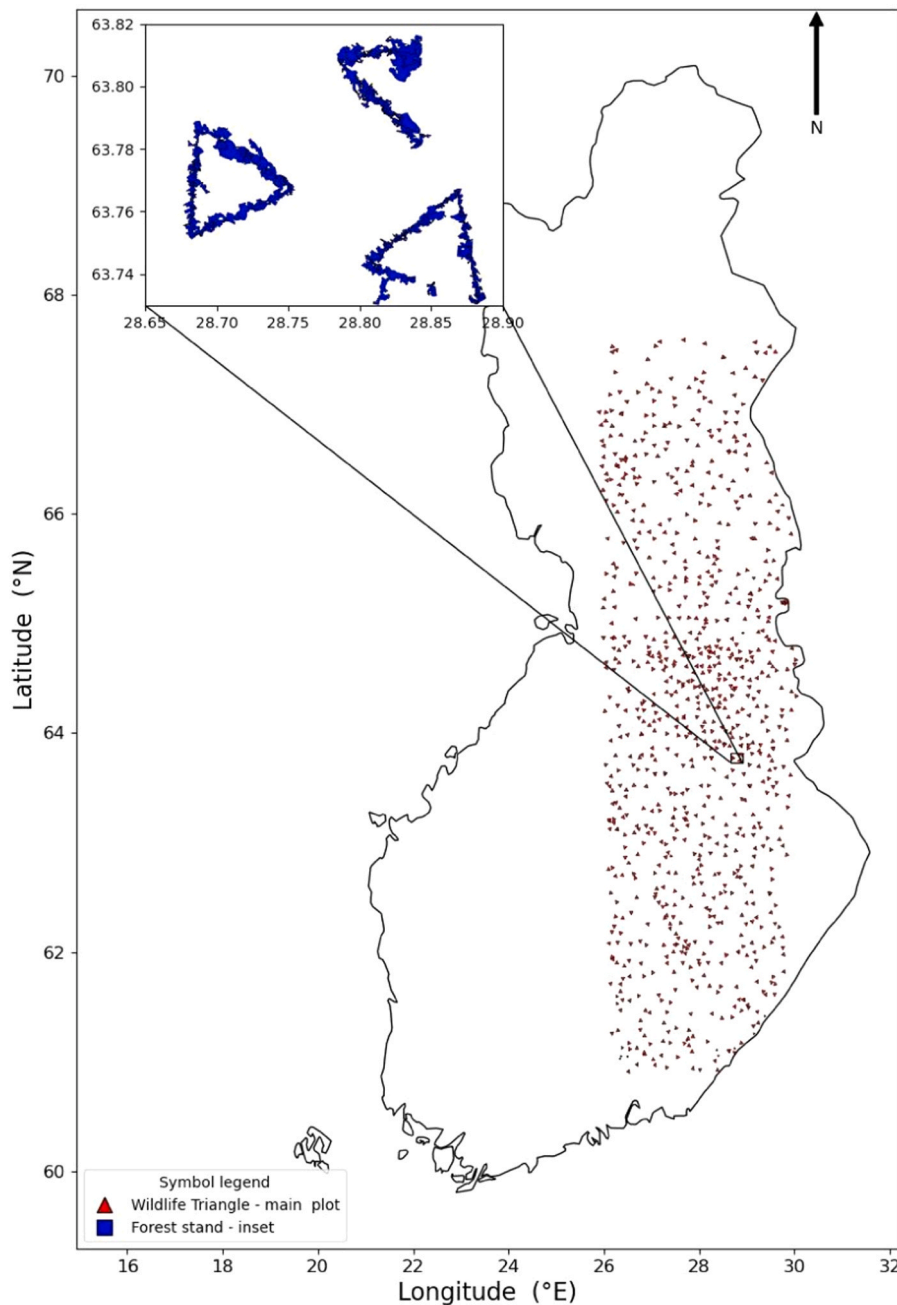 63.82
63.80
63.78
63.76
63.74
28.65 28.70 28.75 28.80 28.85 28.90
N
70
68
66
64
62
60
Latitude (°N)
Symbol legend
Wildlife Triangle - main plot
Forest stand - inset
16 18 20 22 24 26 28 30 32
Longitude (°E)